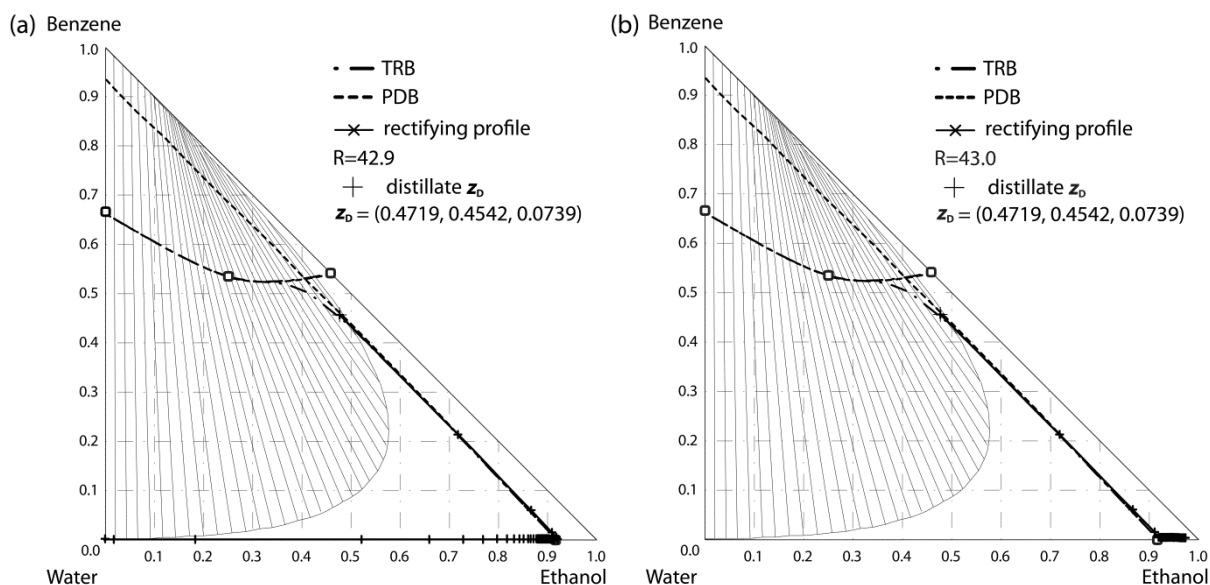 (a) Benzene
1.0
TRB
PDB
rectifying profile
R=42.9
distillate z_D
z_D = (0.4719, 0.4542, 0.0739)
0.9
0.8
0.7
0.6
0.5
0.4
0.3
0.2
0.1
0.0 0.1 0.2 0.3 0.4 0.5 0.6 0.7 0.8 0.9 1.0
Water Ethanol
(b) Benzene
1.0
TRB
PDB
rectifying profile
R=43.0
distillate z_D
z_D = (0.4719, 0.4542, 0.0739)
0.9
0.8
0.7
0.6
0.5
0.4
0.3
0.2
0.1
0.0 0.1 0.2 0.3 0.4 0.5 0.6 0.7 0.8 0.9 1.0
Water Ethanol